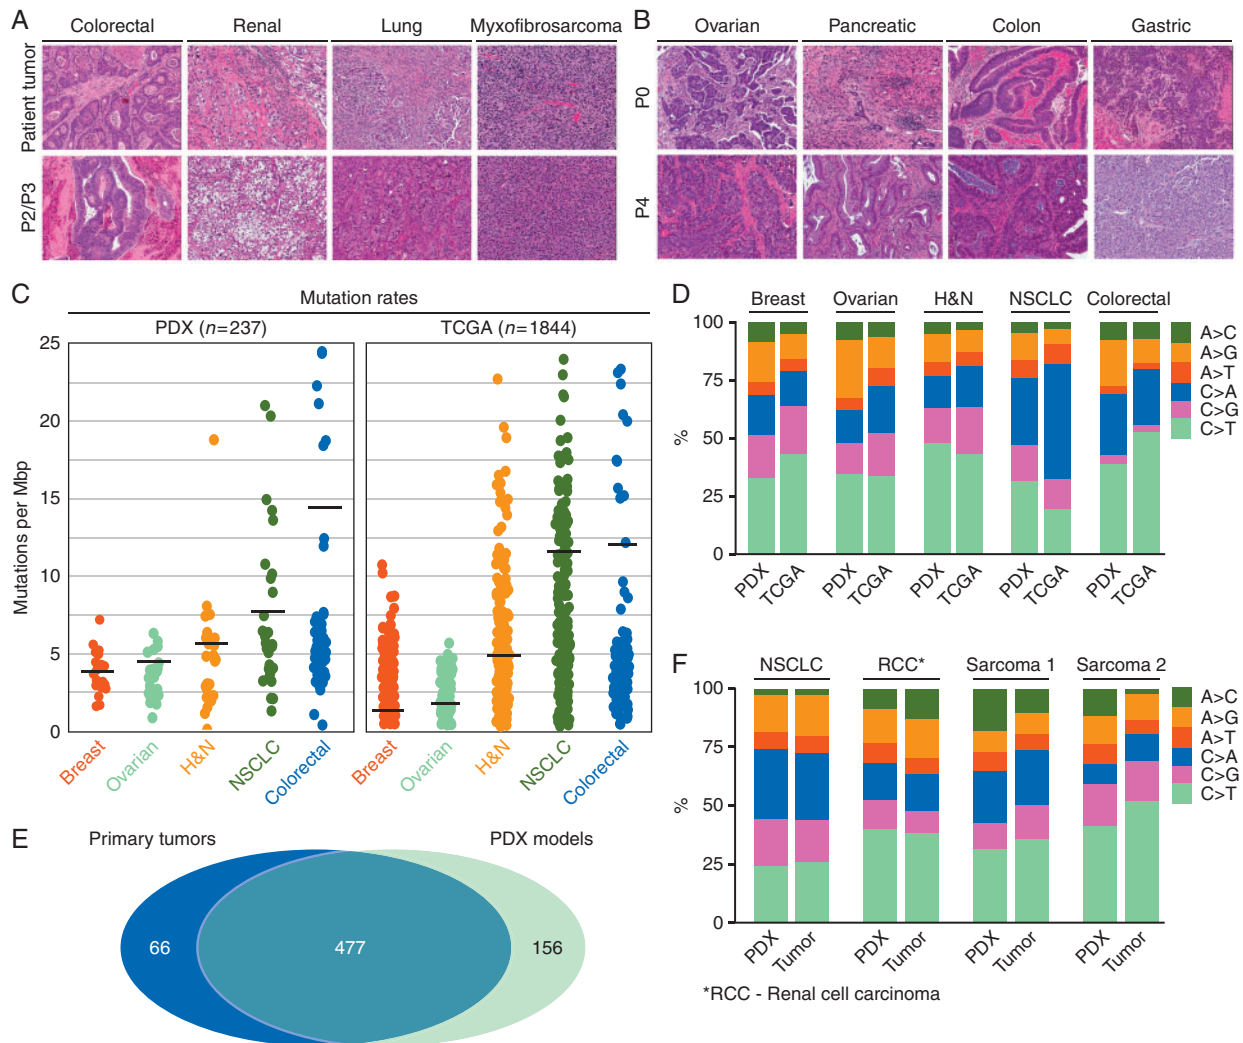 A
Colorectal Renal Lung Myxofibrosarcoma
Patient tumor
P2/P3
B
Ovarian Pancreatic Colon Gastric
P0
P4
C
Mutation rates
PDX (n=237) TCGA (n=1844)
Mutations per Mbp
25
20
15
10
5
0
Breast Ovarian H&N NSCLC Colorectal
Breast Ovarian H&N NSCLC Colorectal
D
Breast Ovarian H&N NSCLC Colorectal
%
100
75
50
25
0
PDX TCGA PDX TCGA PDX TCGA PDX TCGA PDX TCGA
A>C
A>G
A>T
C>A
C>G
C>T
E
Primary tumors PDX models
66 477 156
F
NSCLC RCC* Sarcoma 1 Sarcoma 2
%
100
75
50
25
0
PDX Tumor PDX Tumor PDX Tumor PDX Tumor
A>C
A>G
A>T
C>A
C>G
C>T
*RCC - Renal cell carcinoma